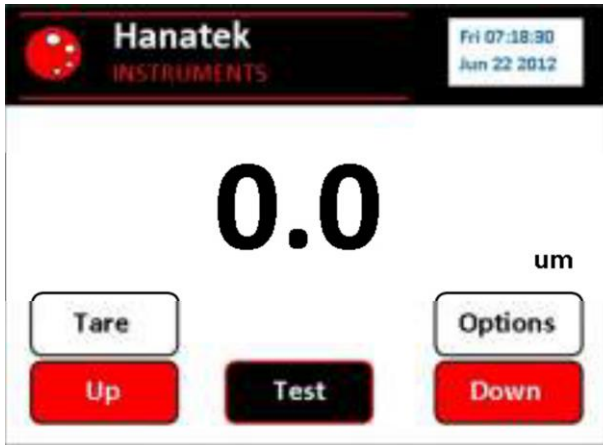 Hanatek
INSTRUMENTS
Fri 07:18:30
Jun 22 2012
0.0
um
Tare
Options
Up
Test
Down